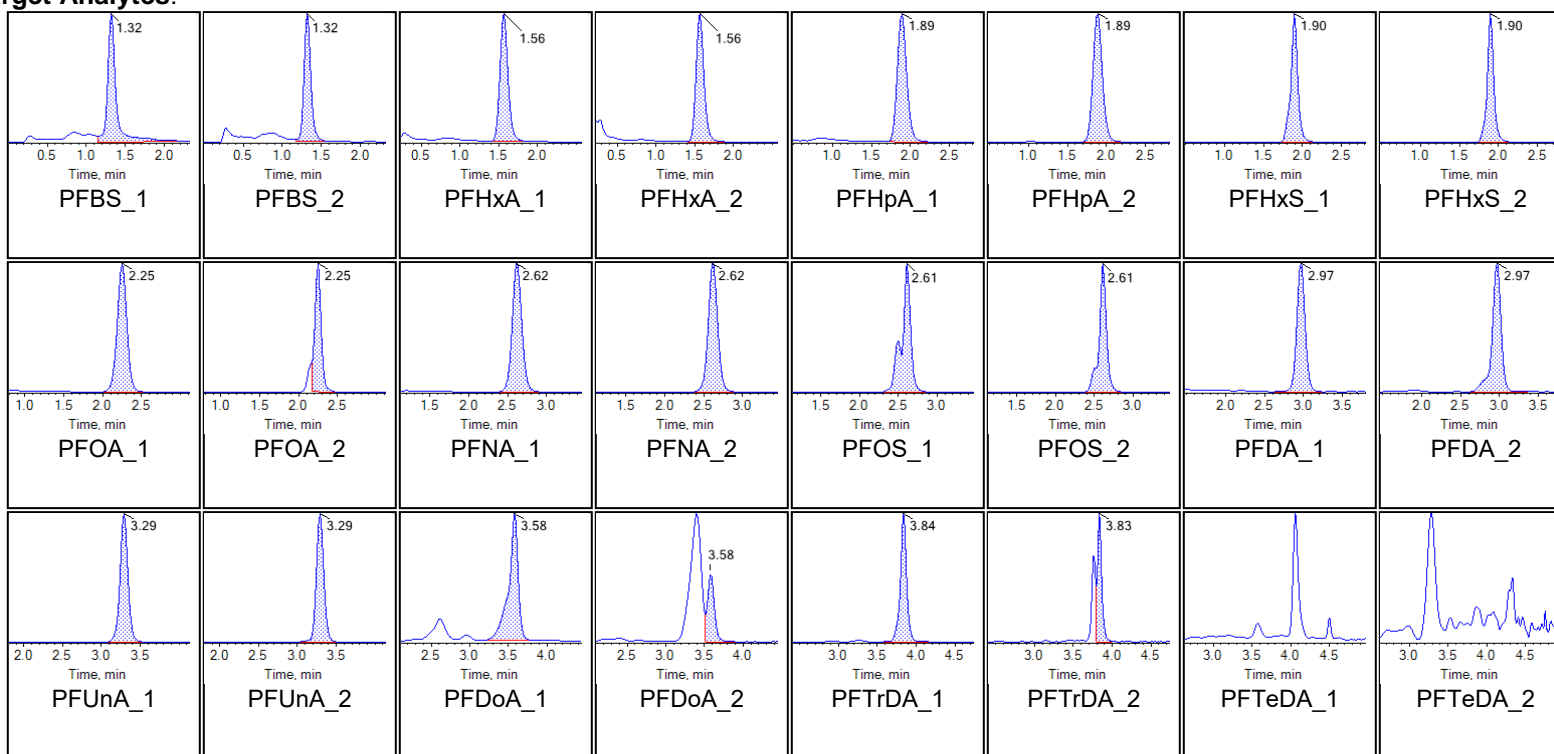 rget Analytes:
1.32 1.32 1.56 1.56 1.89 1.89 1.90 1.90
0.5 1.0 1.5 2.0 0.5 1.0 1.5 2.0 0.5 1.0 1.5 2.0 0.5 1.0 1.5 2.0 1.0 1.5 2.0 2.5 1.0 1.5 2.0 2.5 1.0 1.5 2.0 2.5 1.0 1.5 2.0 2.5
Time, min Time, min Time, min Time, min Time, min Time, min Time, min Time, min
PFBS_1 PFBS_2 PFHxA_1 PFHxA_2 PFHpA_1 PFHpA_2 PFHxS_1 PFHxS_2
2.25 2.25 2.62 2.62 2.61 2.61 2.97 2.97
1.0 1.5 2.0 2.5 1.0 1.5 2.0 2.5 1.5 2.0 2.5 3.0 1.5 2.0 2.5 3.0 1.5 2.0 2.5 3.0 1.5 2.0 2.5 3.0 2.0 2.5 3.0 3.5 2.0 2.5 3.0 3.5
Time, min Time, min Time, min Time, min Time, min Time, min Time, min Time, min
PFOA_1 PFOA_2 PFNA_1 PFNA_2 PFOS_1 PFOS_2 PFDA_1 PFDA_2
3.29 3.29 3.58 3.58 3.84 3.83
2.0 2.5 3.0 3.5 2.0 2.5 3.0 3.5 2.5 3.0 3.5 4.0 2.5 3.0 3.5 4.0 3.0 3.5 4.0 4.5 3.0 3.5 4.0 4.5 3.0 3.5 4.0 4.5 3.0 3.5 4.0 4.5
Time, min Time, min Time, min Time, min Time, min Time, min Time, min Time, min
PFUnA_1 PFUnA_2 PFDoA_1 PFDoA_2 PFTrDA_1 PFTrDA_2 PFTeDA_1 PFTeDA_2